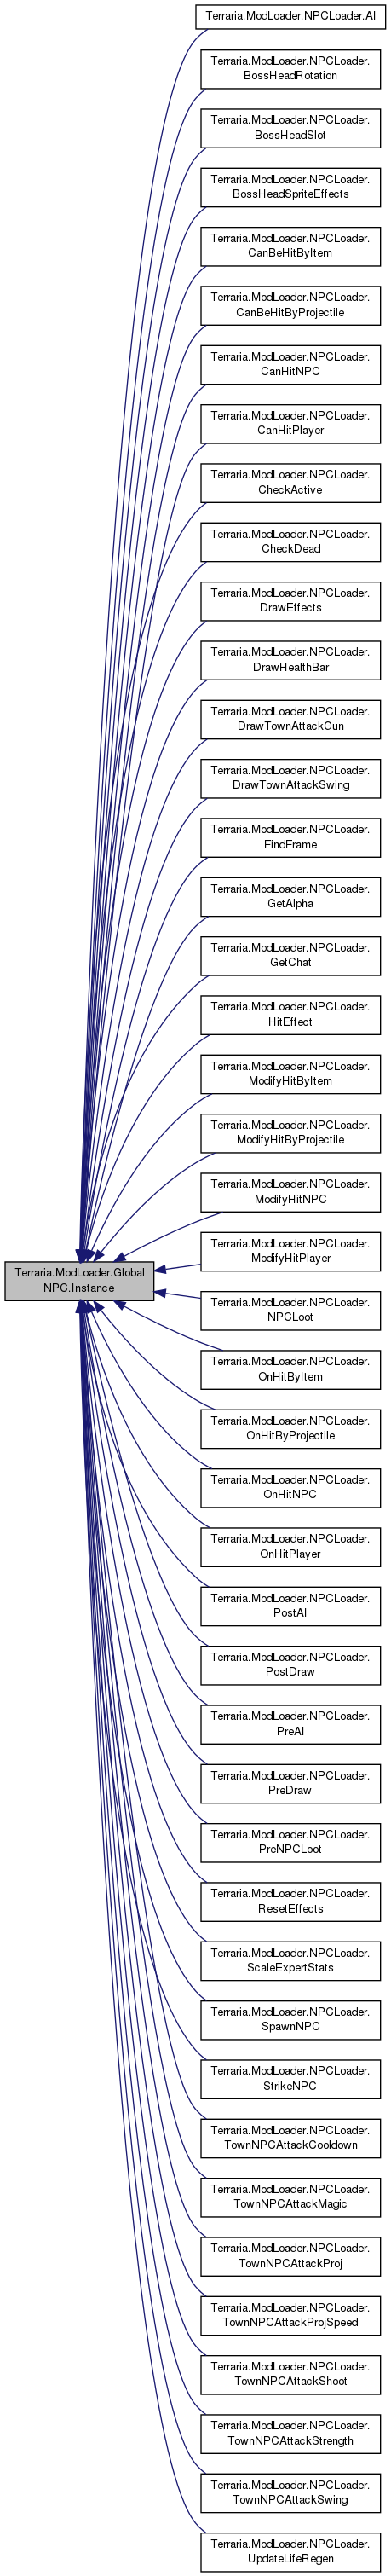 Terraria.ModLoader.NPCLoader.AI
Terraria.ModLoader.NPCLoader.
BossHeadRotation
Terraria.ModLoader.NPCLoader.
BossHeadSlot
Terraria.ModLoader.NPCLoader.
BossHeadSpriteEffects
Terraria.ModLoader.NPCLoader.
CanBeHitByItem
Terraria.ModLoader.NPCLoader.
CanBeHitByProjectile
Terraria.ModLoader.NPCLoader.
CanHitNPC
Terraria.ModLoader.NPCLoader.
CanHitPlayer
Terraria.ModLoader.NPCLoader.
CheckActive
Terraria.ModLoader.NPCLoader.
CheckDead
Terraria.ModLoader.NPCLoader.
DrawEffects
Terraria.ModLoader.NPCLoader.
DrawHealthBar
Terraria.ModLoader.NPCLoader.
DrawTownAttackGun
Terraria.ModLoader.NPCLoader.
DrawTownAttackSwing
Terraria.ModLoader.NPCLoader.
FindFrame
Terraria.ModLoader.NPCLoader.
GetAlpha
Terraria.ModLoader.NPCLoader.
GetChat
Terraria.ModLoader.NPCLoader.
HitEffect
Terraria.ModLoader.NPCLoader.
ModifyHitByItem
Terraria.ModLoader.NPCLoader.
ModifyHitByProjectile
Terraria.ModLoader.NPCLoader.
ModifyHitNPC
Terraria.ModLoader.NPCLoader.
ModifyHitPlayer
Terraria.ModLoader.Global
NPC.Instance
Terraria.ModLoader.NPCLoader.
NPCLoot
Terraria.ModLoader.NPCLoader.
OnHitByItem
Terraria.ModLoader.NPCLoader.
OnHitByProjectile
Terraria.ModLoader.NPCLoader.
OnHitNPC
Terraria.ModLoader.NPCLoader.
OnHitPlayer
Terraria.ModLoader.NPCLoader.
PostAI
Terraria.ModLoader.NPCLoader.
PostDraw
Terraria.ModLoader.NPCLoader.
PreAI
Terraria.ModLoader.NPCLoader.
PreDraw
Terraria.ModLoader.NPCLoader.
PreNPCLoot
Terraria.ModLoader.NPCLoader.
ResetEffects
Terraria.ModLoader.NPCLoader.
ScaleExpertStats
Terraria.ModLoader.NPCLoader.
SpawnNPC
Terraria.ModLoader.NPCLoader.
StrikeNPC
Terraria.ModLoader.NPCLoader.
TownNPCAttackCooldown
Terraria.ModLoader.NPCLoader.
TownNPCAttackMagic
Terraria.ModLoader.NPCLoader.
TownNPCAttackProj
Terraria.ModLoader.NPCLoader.
TownNPCAttackProjSpeed
Terraria.ModLoader.NPCLoader.
TownNPCAttackShoot
Terraria.ModLoader.NPCLoader.
TownNPCAttackStrength
Terraria.ModLoader.NPCLoader.
TownNPCAttackSwing
Terraria.ModLoader.NPCLoader.
UpdateLifeRegen